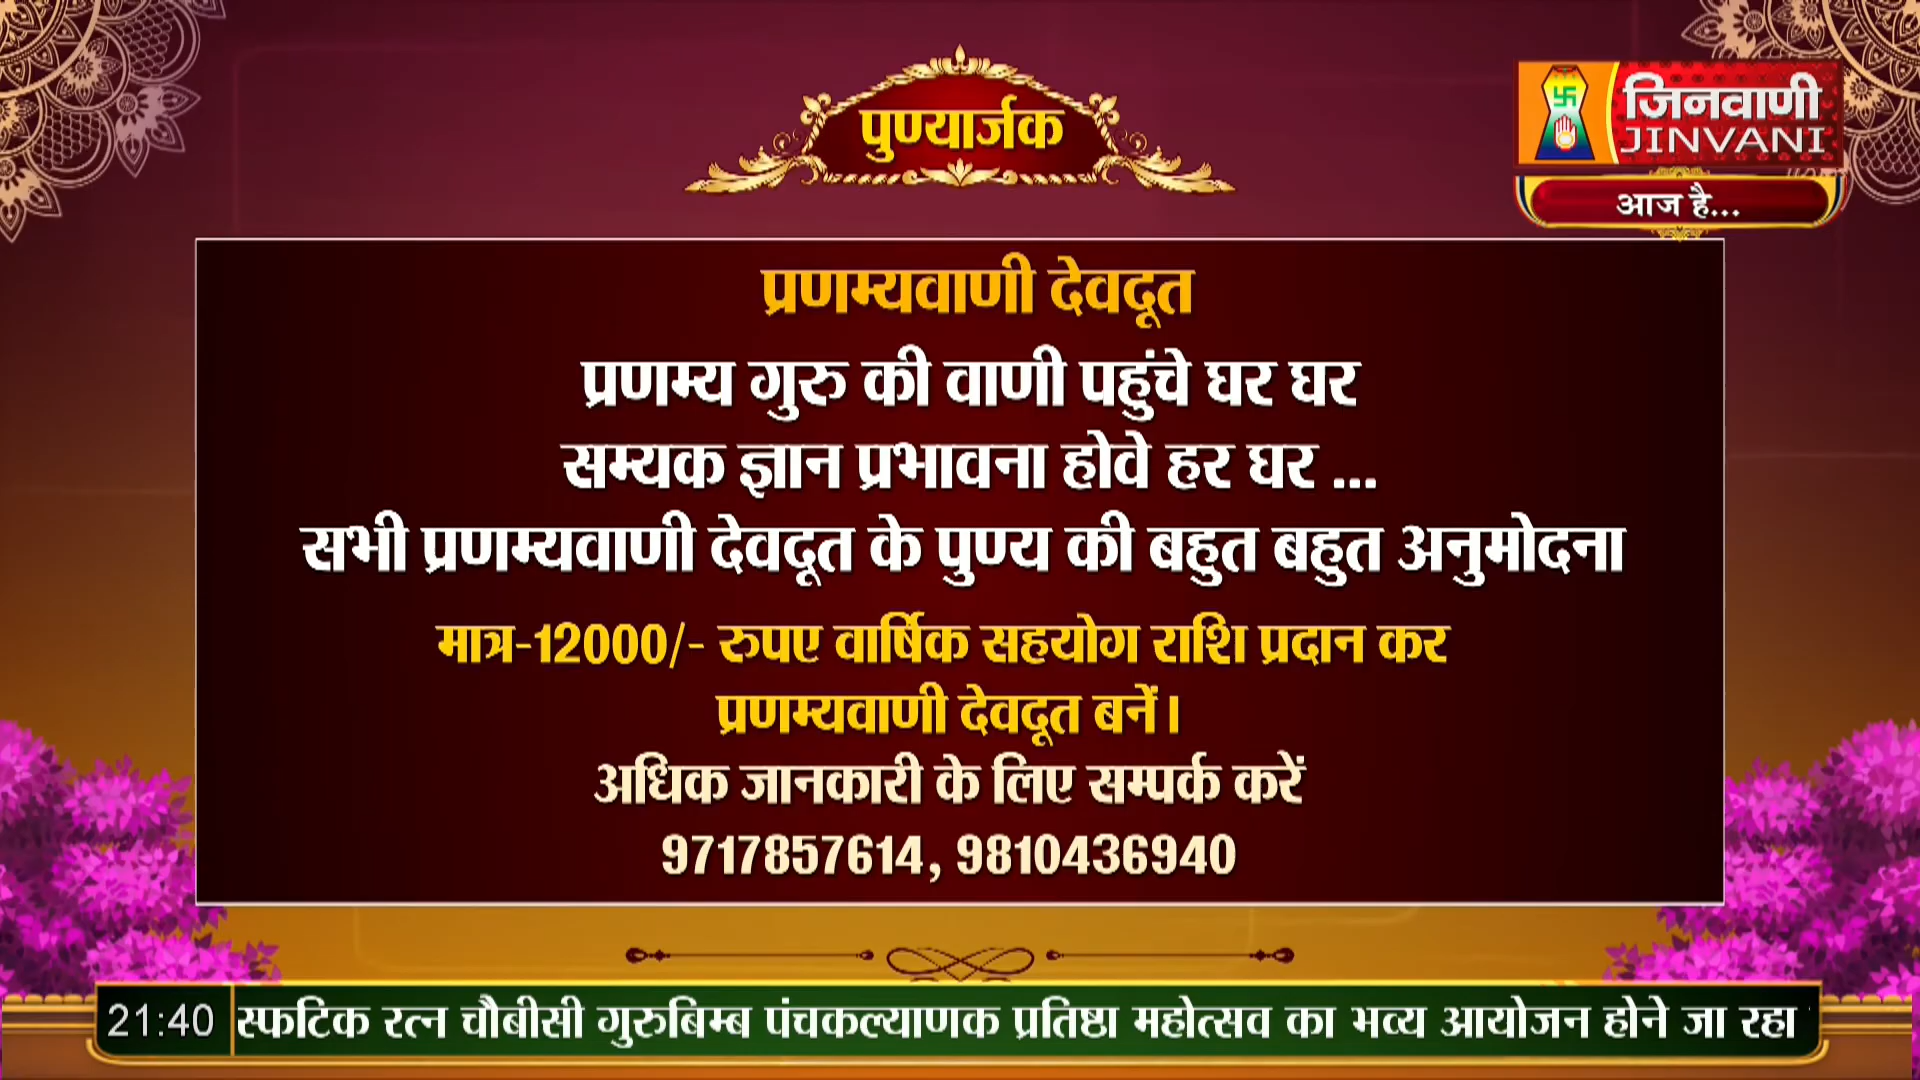 पुण्यार्जक
जिनवाणी
JINVANI
आज है...
प्रणम्यवाणी देवदूत
प्रणम्य गुरु की वाणी पहुंचे घर घर
सम्यक ज्ञान प्रभावना होवे हर घर ...
सभी प्रणम्यवाणी देवदूत के पुण्य की बहुत बहुत अनुमोदना
मात्र-12000/- रुपए वार्षिक सहयोग राशि प्रदान कर
प्रणम्यवाणी देवदूत बनें।
अधिक जानकारी के लिए सम्पर्क करें
9717857614, 9810436940
21:40 स्फटिक रत्न चौबीसी गुरुबिम्ब पंचकल्याणक प्रतिष्ठा महोत्सव का भव्य आयोजन होने जा रहा